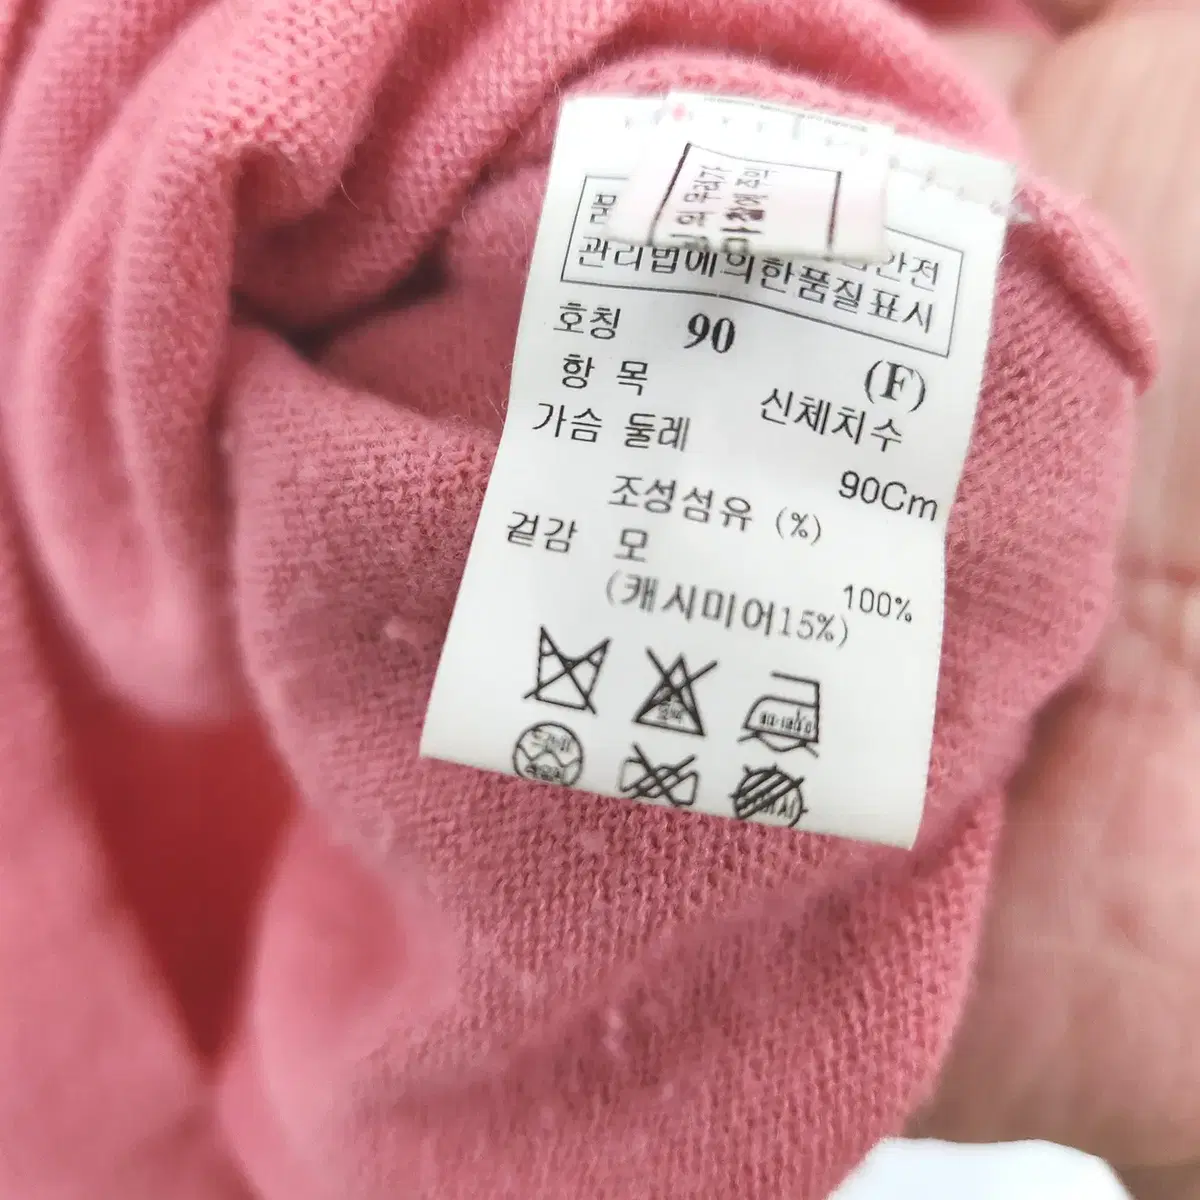 안전
관리법에의한품질표시
호칭 90 (F)
항 목 신체치수
가슴 둘레 90Cm
조성섬유 (%)
겉감 모 100%
(캐시미어15%)